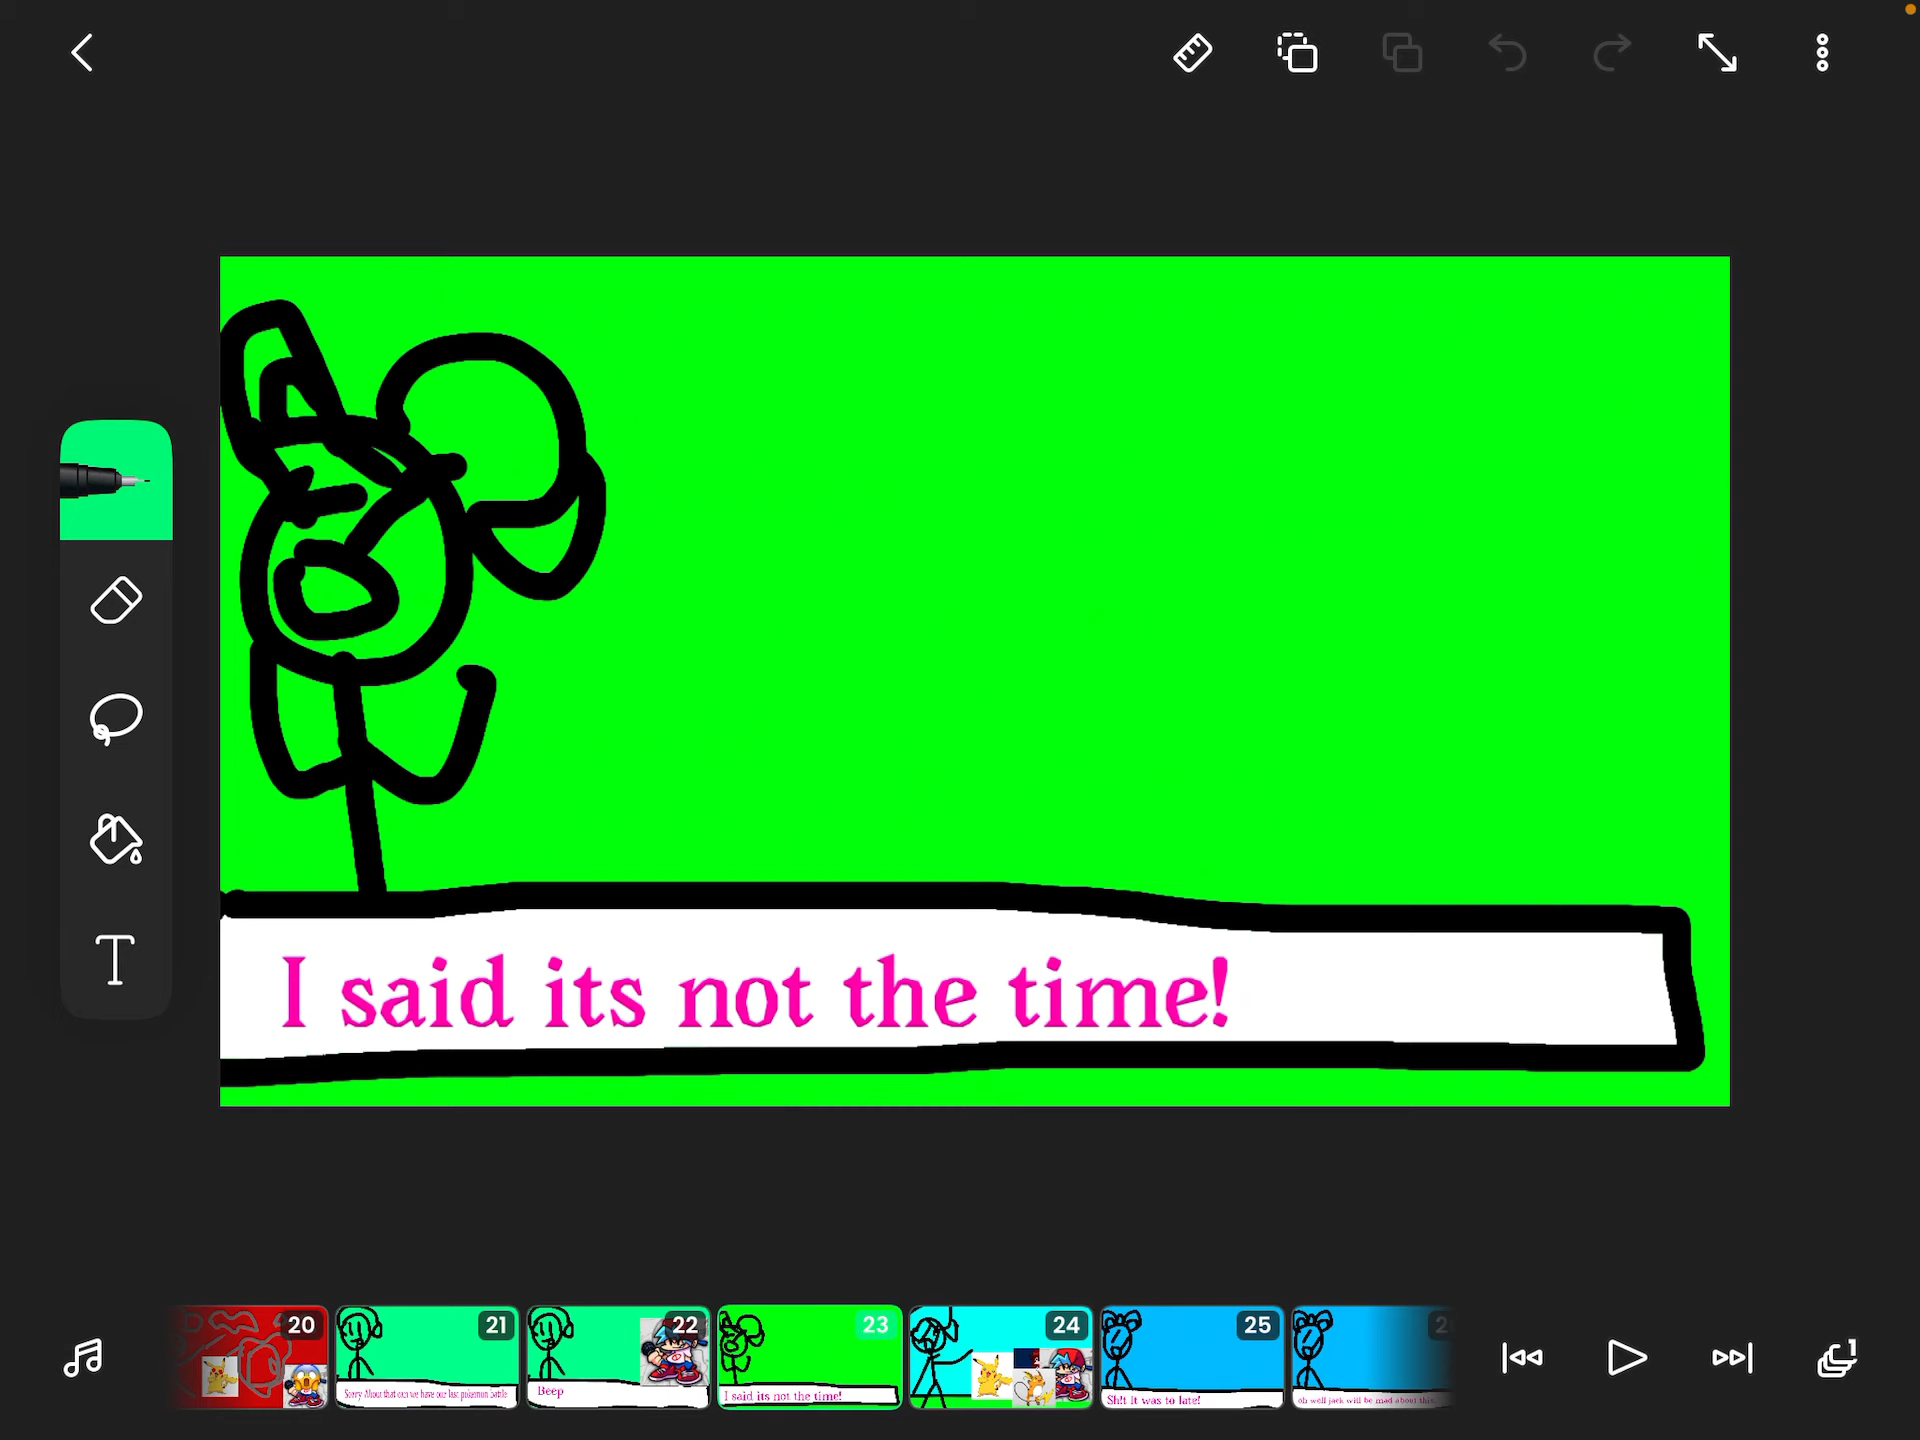 I said its not the time!
20
21
22
23
24
25
Sorry About that our we have our last pokemon battle
Beep
I said its not the time!
Sh!t It was to late!
oh well jack will be mad about this